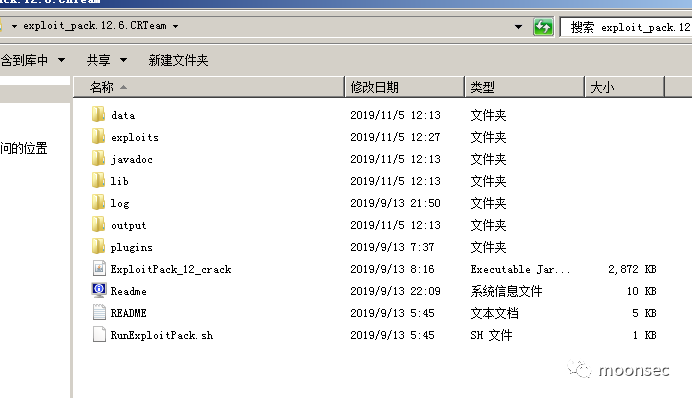 exploit_pack.12.6.CRTeam
搜索 exploit_pack.12
含到库中 共享 新建文件夹
名称 修改日期 类型 大小
data 2019/11/5 12:13 文件夹
exploits 2019/11/5 12:27 文件夹
问的位置
javadoc 2019/11/5 12:13 文件夹
lib 2019/11/5 12:13 文件夹
log 2019/9/13 21:50 文件夹
output 2019/11/5 12:13 文件夹
plugins 2019/9/13 7:37 文件夹
ExploitPack_12_crack 2019/9/13 8:16 Executable Jar... 2,872 KB
Readme 2019/9/13 22:09 系统信息文件 10 KB
README 2019/9/13 5:45 文本文档 5 KB
RunExploitPack.sh 2019/9/13 5:45 SH 文件 1 KB
moonsec